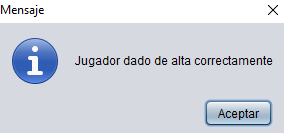 Mensaje
Jugador dado de alta correctamente
Aceptar